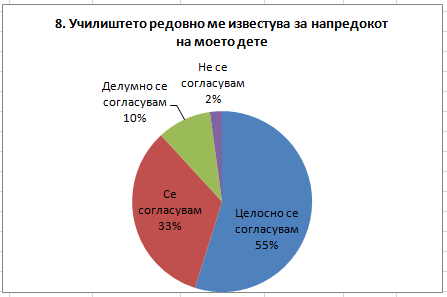 8. Училиштето редовно ме известува за напредокот
на моето дете
Не се
согласувам
2%
Делумно се
согласувам
10%
Се
согласувам
33%
Целосно се
согласувам
55%